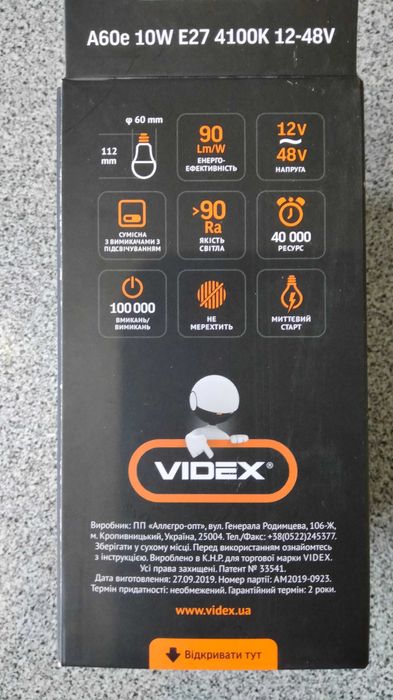 A60e 10W E27 4100K 12-48V
φ 60 mm
112
mm
90
Lm/W
ЕНЕРГО-
ЕФЕКТИВНІСТЬ
12V
~
48V
НАПРУГА
СУМІСНА
З ВИМИКАЧАМИ З
ПІДСВІЧУВАННЯМ
>90
Ra
ЯКІСТЬ
СВІТЛА
40 000
РЕСУРС
100 000
ВМИКАНЬ/
ВИМИКАНЬ
НЕ
МЕРЕХТИТЬ
МИТТЄВИЙ
СТАРТ
VIDEX®
Виробник: ПП «Аллєгро-опт», вул. Генерала Родимцева, 106-Ж,
м. Кропивницький, Україна, 25004. Тел./Факс: +38(0522)245377.
Зберігати у сухому місці. Перед використанням ознайомтесь
з інструкцією. Вироблено в К.Н.Р. для торгової марки VIDEX.
Усі права захищені. Патент № 33541.
Дата виготовлення: 27.09.2019. Номер партії: AM2019-0923.
Термін придатності: необмежений. Гарантійний термін: 2 роки.
www.videx.ua
Відкривати тут